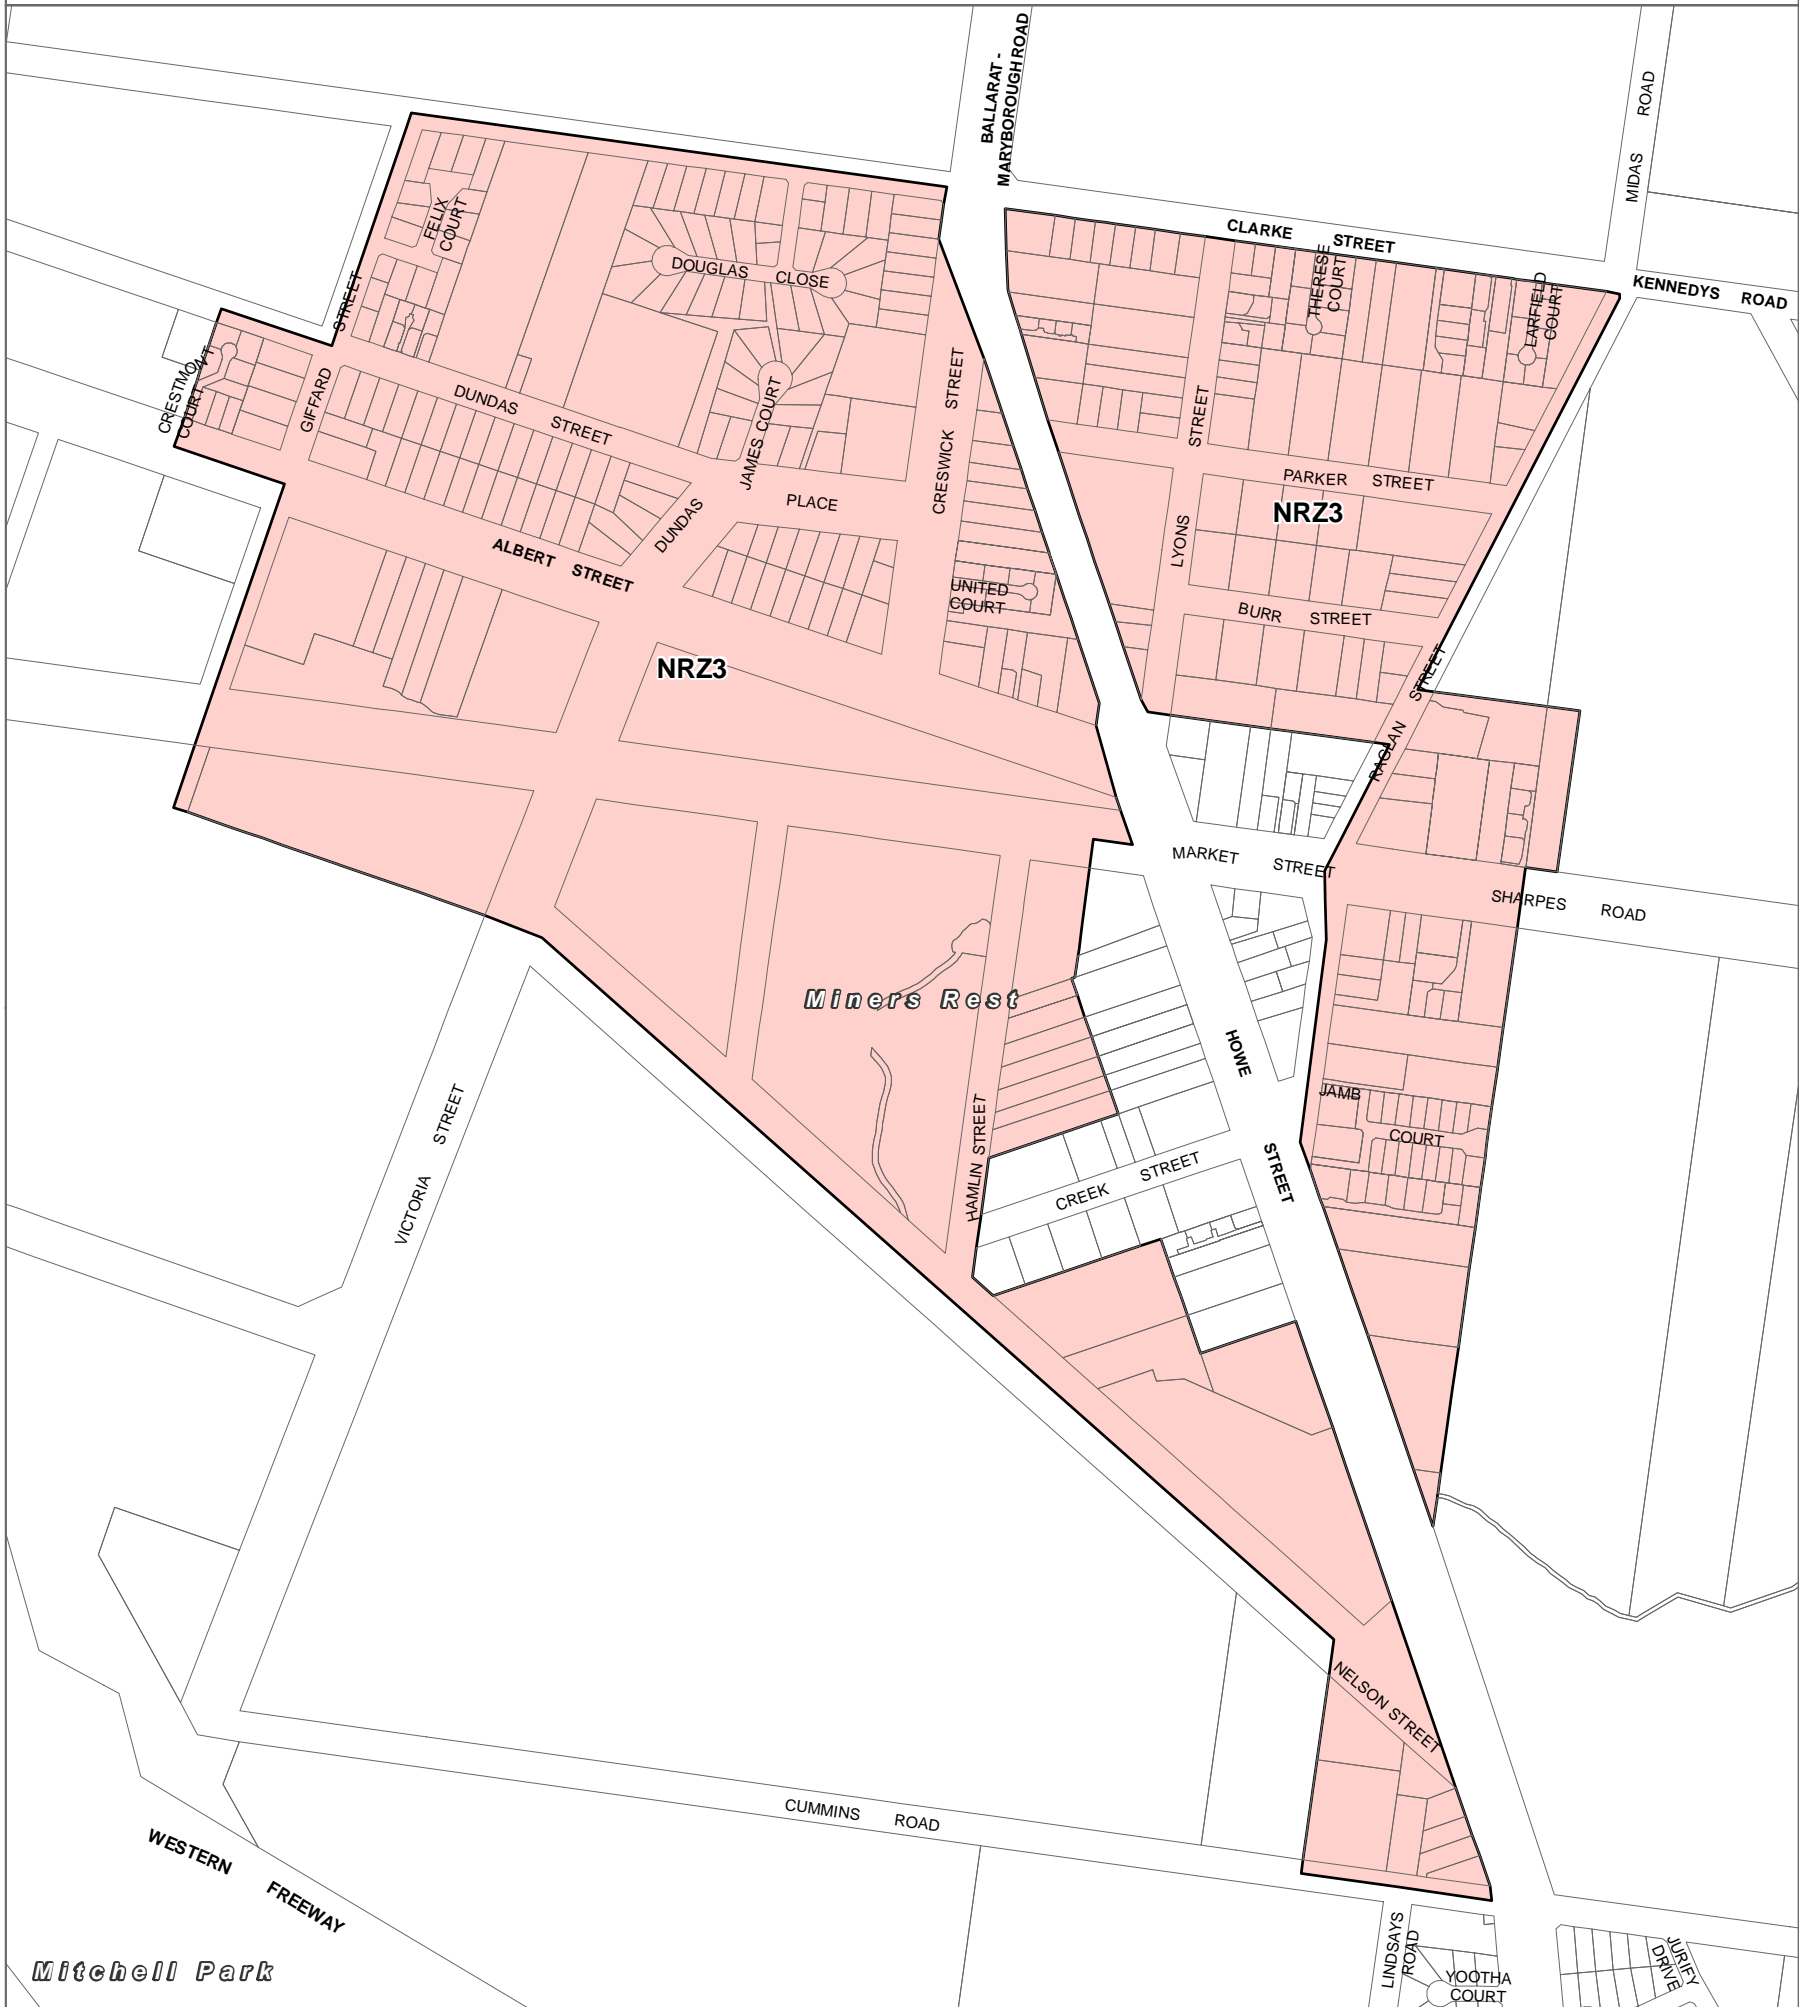 BALLARAT -
MARYBOROUGH ROAD
MIDAS ROAD
CLARKE STREET
KENNEDYS ROAD
FELIX
COURT
THERESE
COURT
LARFIELD
COURT
DOUGLAS CLOSE
GIFFARD STREET
CRESTMONT
COURT
DUNDAS STREET
JAMES COURT
CRESWICK STREET
LYONS STREET
PARKER STREET
NRZ3
DUNDAS PLACE
ALBERT STREET
UNITED
COURT
BURR STREET
NRZ3
RAGLAN STREET
MARKET STREET
SHARPES ROAD
Miners Rest
HOWE STREET
JAMB COURT
HAMLIN STREET
CREEK STREET
VICTORIA STREET
NELSON STREET
CUMMINS ROAD
WESTERN FREEWAY
Mitchell Park
LINDSAYS
ROAD
YOOTHA
COURT
JURIFY
DRIVE